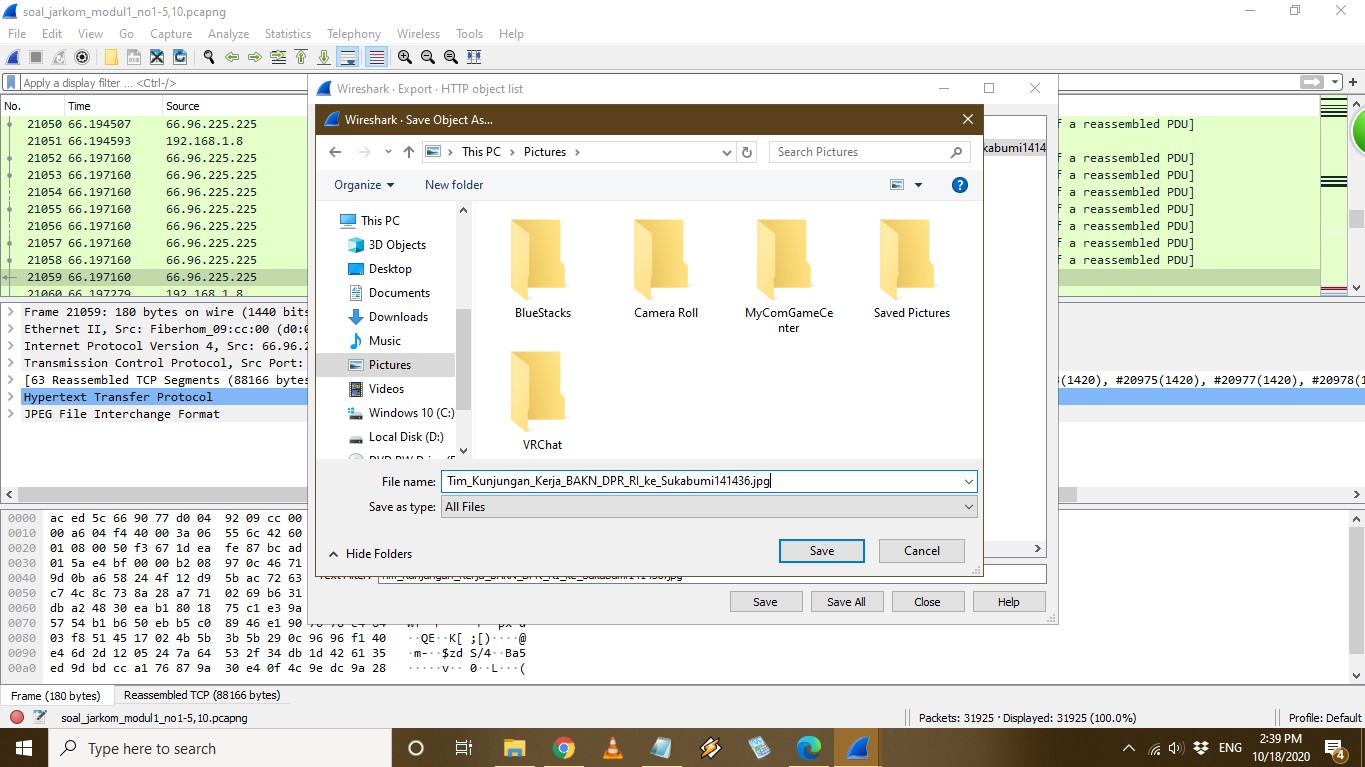 soal_jarkom_modul1_no1-5,10.pcapng
File Edit View Go Capture Analyze Statistics Telephony Wireless Tools Help
Apply a display filter ... <Ctrl-/>
Wireshark · Export · HTTP object list
No. Time Source
Wireshark · Save Object As...
21050 66.194507 66.96.225.225 f a reassembled PDU]
21051 66.194593 192.168.1.8
kabumi1414
This PC Pictures Search Pictures
21052 66.197160 66.96.225.225 f a reassembled PDU]
21053 66.197160 66.96.225.225 f a reassembled PDU]
21054 66.197160 66.96.225.225 f a reassembled PDU]
21055 66.197160 66.96.225.225 f a reassembled PDU]
21056 66.197160 66.96.225.225 f a reassembled PDU]
21057 66.197160 66.96.225.225 f a reassembled PDU]
21058 66.197160 66.96.225.225 f a reassembled PDU]
21059 66.197160 66.96.225.225
21060 66.197279 192.168.1.8
Organize New folder
This PC
3D Objects
Desktop
Documents
Downloads
Music
Pictures
Videos
Windows 10 (C:)
Local Disk (D:)
BlueStacks
Camera Roll
MyComGameCe
nter
Saved Pictures
VRChat
File name: Tim_Kunjungan_Kerja_BAKN_DPR_RI_ke_Sukabumi141436.jpg
Save as type: All Files
Hide Folders Save Cancel
Tim_Kunjungan_Kerja_BAKN_DPR_RI_ke_Sukabumi141436.jpg
Save Save All Close Help
Frame 21059: 180 bytes on wire (1440 bits
Ethernet II, Src: Fiberhom_09:cc:00 (d0:
Internet Protocol Version 4, Src: 66.96.2
Transmission Control Protocol, Src Port:
[63 Reassembled TCP Segments (88166 bytes (1420), #20975(1420), #20977(1420), #20978(1
Hypertext Transfer Protocol
JPEG File Interchange Format
0000 ac ed 5c 66 90 77 d0 04 92 09 cc 00
0010 00 a6 04 f4 40 00 3a 06 55 6c 42 60
0020 01 08 00 50 f3 67 1d ea fe 87 bc ad
0030 01 5a e4 bf 00 00 b2 08 97 0c 46 71
0040 9d 0b a6 58 24 4f 12 d9 5b ac 72 63
0050 c7 4c 8c 73 8a 28 a7 71 02 69 b6 31
0060 db a2 48 30 ea b1 80 18 75 c1 e3 9a
0070 57 54 b1 b6 50 eb b5 c0 89 46 e1 90
0080 03 f8 51 45 17 02 4b 5b 3b 5b 29 0c 96 96 f1 40 ··QE··K[ ;[)····@
0090 e4 6d 2d 12 05 24 7a 64 53 2f 34 db 1d 42 61 35 ·m-··$zd S/4··Ba5
00a0 ed 9d bd cc a1 76 87 9a 30 e4 0f 4c 9e dc 9a 28 ·····v·· 0··L···(
Frame (180 bytes) Reassembled TCP (88166 bytes)
soal_jarkom_modul1_no1-5,10.pcapng Packets: 31925 · Displayed: 31925 (100.0%) Profile: Default
Type here to search ENG 2:39 PM
10/18/2020
4